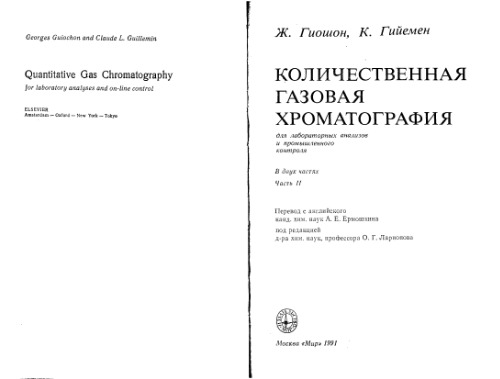 Georges Guiochon and Claude L. Guillemin
Quantitative Gas Chromatography
for laboratory analyses and on-line control
ELSEVIER
Amsterdam – Oxford – New York – Tokyo
Ж. Гиошон, К. Гийемен
КОЛИЧЕСТВЕННАЯ
ГАЗОВАЯ
ХРОМАТОГРАФИЯ
для лабораторных анализов
и промышленного
контроля
В двух частях
Часть II
Перевод с английского
канд. хим. наук А. Е. Ермошкина
под редакцией
д-ра хим. наук, профессора О. Г. Ларионова
Москва «Мир» 1991